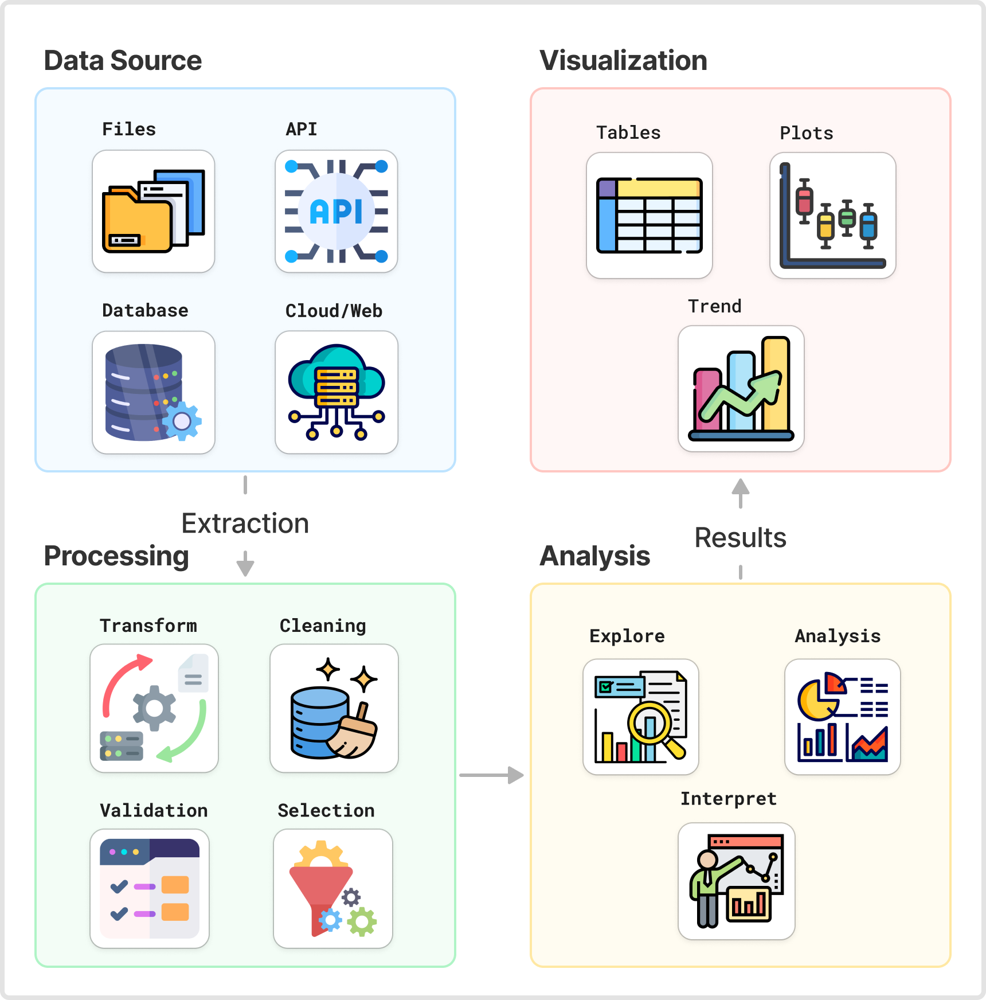 Data Source
Files
API
API
Database
Cloud/Web
Extraction
Processing
Transform
Cleaning
Validation
Selection
Visualization
Tables
Plots
Trend
Results
Analysis
Explore
Analysis
Interpret